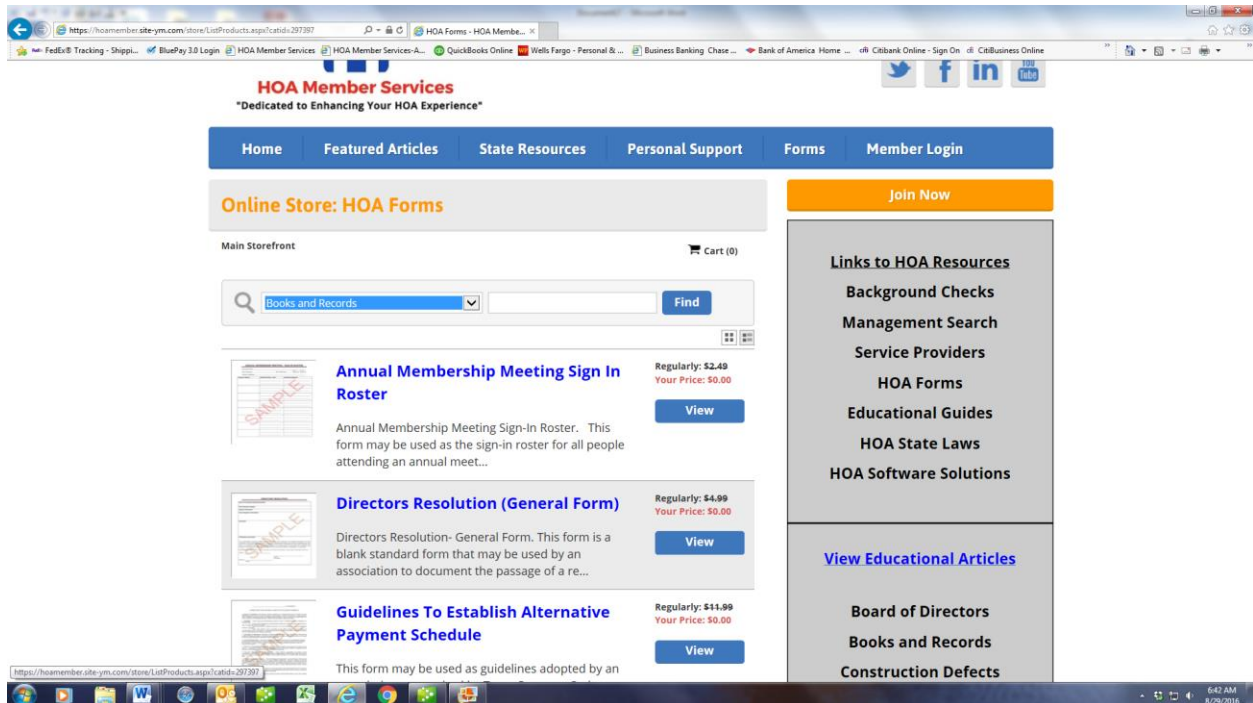 https://hoamember.site-ym.com/store/ListProducts.aspx?catid=297397
HOA Forms - HOA Membe...
FedEx® Tracking - Shippi... BluePay 3.0 Login HOA Member Services HOA Member Services-A... QuickBooks Online Wells Fargo - Personal & ... Business Banking Chase ... Bank of America Home ... Citibank Online - Sign On CitiBusiness Online
HOA Member Services
"Dedicated to Enhancing Your HOA Experience"
You
Tube
Home Featured Articles State Resources Personal Support Forms Member Login
Online Store: HOA Forms
Main Storefront
Cart (0)
Books and Records
Find
Annual Membership Meeting Sign In
Roster
Regularly: $2.49
Your Price: $0.00
View
Annual Membership Meeting Sign-In Roster. This
form may be used as the sign-in roster for all people
attending an annual meet...
SAMPLE
Directors Resolution (General Form)
Regularly: $4.99
Your Price: $0.00
View
Directors Resolution- General Form. This form is a
blank standard form that may be used by an
association to document the passage of a re...
SAMPLE
Guidelines To Establish Alternative
Payment Schedule
Regularly: $11.99
Your Price: $0.00
View
This form may be used as guidelines adopted by an
SAMPLE
Join Now
Links to HOA Resources
Background Checks
Management Search
Service Providers
HOA Forms
Educational Guides
HOA State Laws
HOA Software Solutions
View Educational Articles
Board of Directors
Books and Records
Construction Defects
https://hoamember.site-ym.com/store/ListProducts.aspx?catid=297397
6:42 AM
8/29/2016